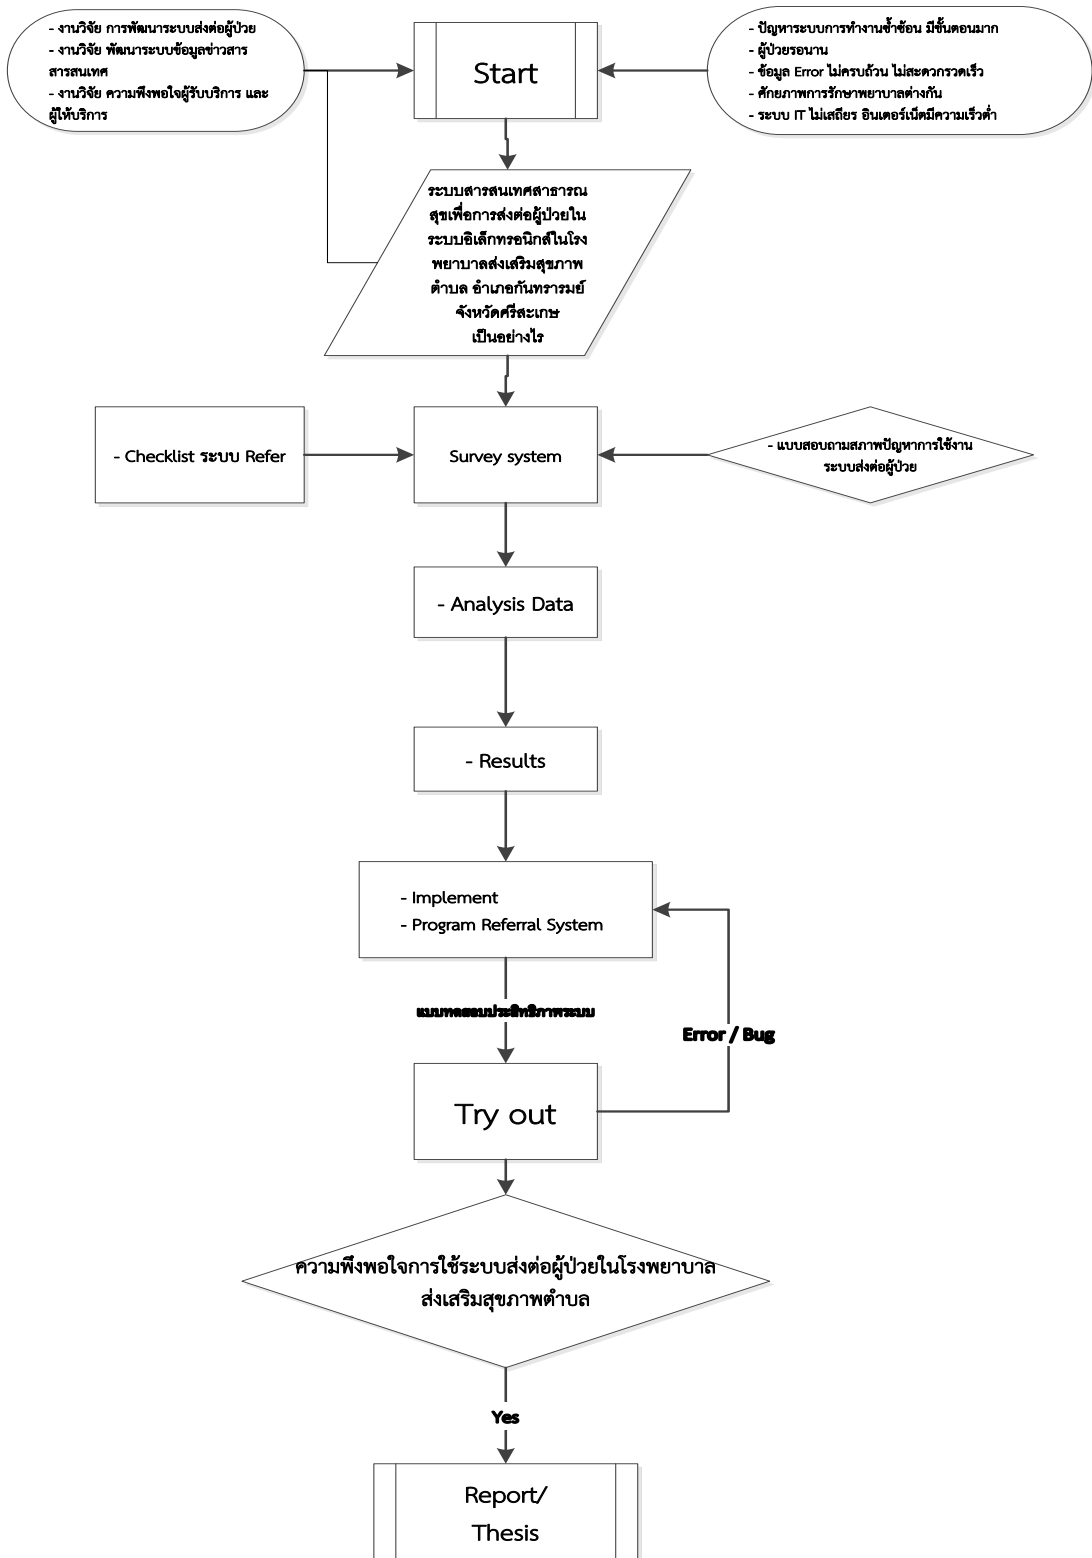 - งานวิจัย การพัฒนาระบบส่งต่อผู้ป่วย
- งานวิจัย พัฒนาระบบข้อมูลข่าวสาร
สารสนเทศ
- งานวิจัย ความพึงพอใจผู้รับบริการ และ
ผู้ให้บริการ
Start
- ปัญหาระบบการทำงานซ้ำซ้อน มีขั้นตอนมาก
- ผู้ป่วยรอนาน
- ข้อมูล Error ไม่ครบถ้วน ไม่สะดวกรวดเร็ว
- ศักยภาพการรักษาพยาบาลต่างกัน
- ระบบ IT ไม่เสถียร อินเตอร์เน็ตมีความเร็วต่ำ
ระบบสารสนเทศสาธารณ
สุขเพื่อการส่งต่อผู้ป่วยใน
ระบบอิเล็กทรอนิกส์ในโรง
พยาบาลส่งเสริมสุขภาพ
ตำบล อำเภอกันทรารมย์
จังหวัดศรีสะเกษ
เป็นอย่างไร
- Checklist ระบบ Refer
Survey system
- แบบสอบถามสภาพปัญหาการใช้งาน
ระบบส่งต่อผู้ป่วย
- Analysis Data
- Results
- Implement
- Program Referral System
แบบทดสอบประสิทธิภาพระบบ
Error / Bug
Try out
ความพึงพอใจการใช้ระบบส่งต่อผู้ป่วยในโรงพยาบาล
ส่งเสริมสุขภาพตำบล
Yes
Report/
Thesis